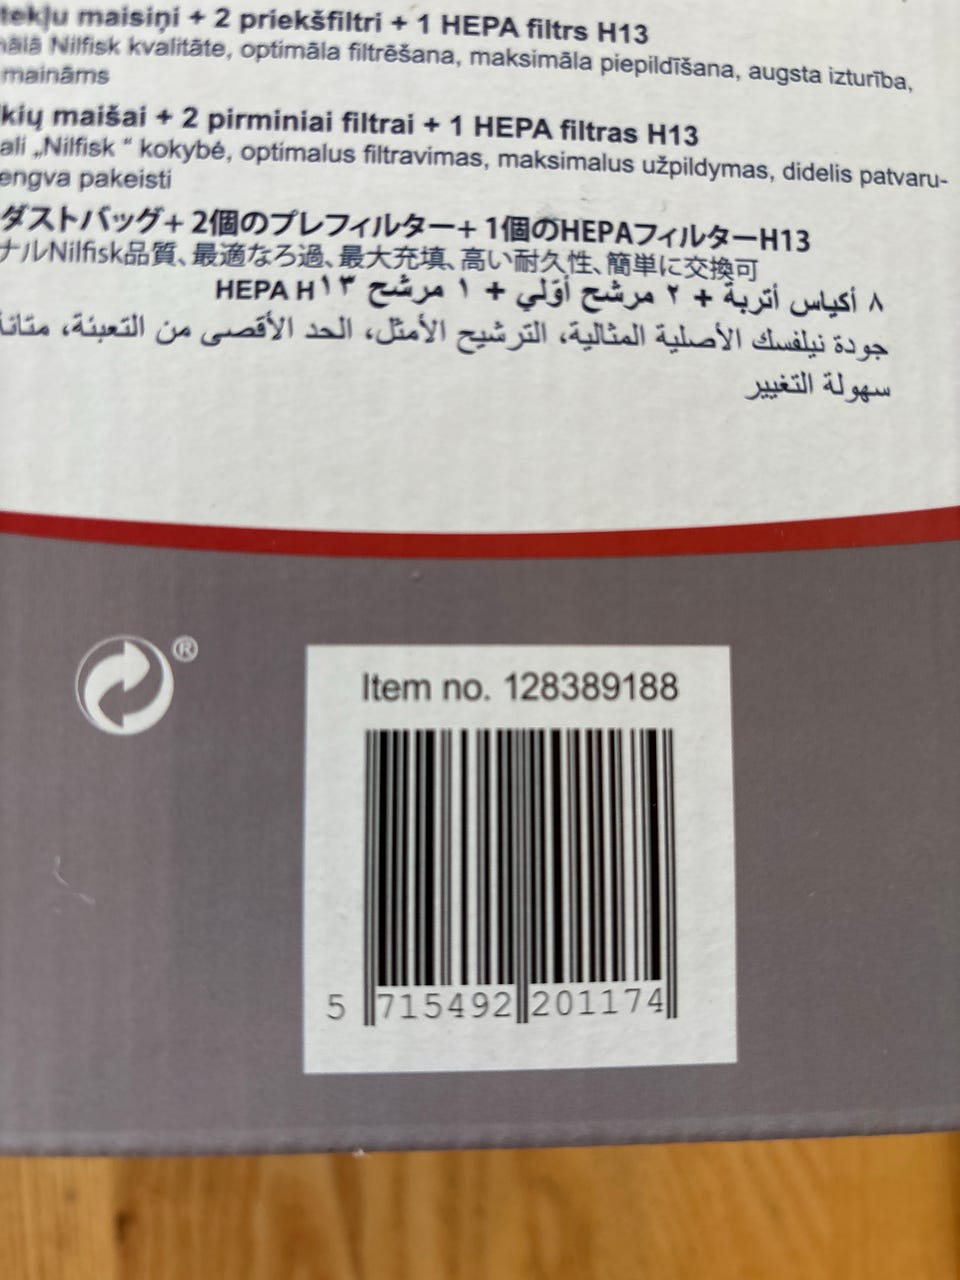 maisiņi + 2 priekšfiltri + 1 HEPA filtrs H13
Nilfisk kvalitāte, optimāla filtrēšana, maksimāla piepildīšana, augsta izturība,
maināms
kių maišai + 2 pirminiai filtrai + 1 HEPA filtras H13
ali „Nilfisk “ kokybė, optimalus filtravimas, maksimalus užpildymas, didelis patvaru-
engva pakeisti
ダストバッグ+ 2個のプレフィルター+ 1個のHEPAフィルターH13
ナルNilfisk品質、最適なろ過、最大充填、高い耐久性、簡単に交換可
٨ أكياس أتربة + ٢ مرشح أوّلي + ١ مرشح HEPA H١٣
جودة نيلفسك الأصلية المثالية، الترشيح الأمثل، الحد الأقصى من التعبئة، متانة
سهولة التغيير
®
Item no. 128389188
5 715492 201174